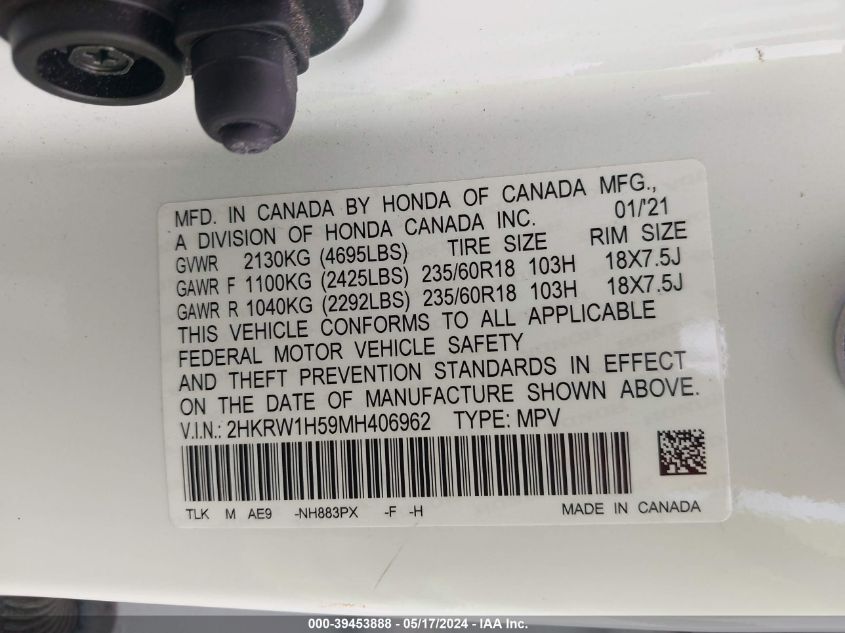 MFD. IN CANADA BY HONDA OF CANADA MFG.,
A DIVISION OF HONDA CANADA INC. 01/'21
GVWR 2130KG (4695LBS) TIRE SIZE RIM SIZE
GAWR F 1100KG (2425LBS) 235/60R18 103H 18X7.5J
GAWR R 1040KG (2292LBS) 235/60R18 103H 18X7.5J
THIS VEHICLE CONFORMS TO ALL APPLICABLE
FEDERAL MOTOR VEHICLE SAFETY
AND THEFT PREVENTION STANDARDS IN EFFECT
ON THE DATE OF MANUFACTURE SHOWN ABOVE.
V.I.N.: 2HKRW1H59MH406962 TYPE: MPV
TLK M AE9 -NH883PX -F -H MADE IN CANADA
000-39453888 - 05/17/2024 - IAA Inc.